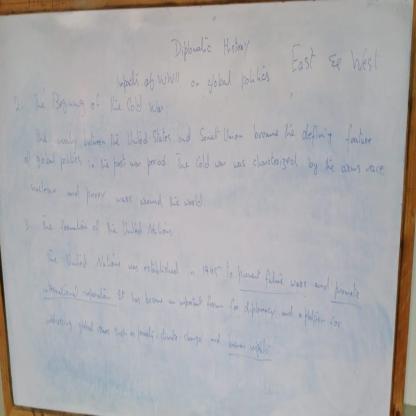 Diplomatic History
East & West
Impacts of WWII on global politics
2. The Beginning of the Cold War
The rivalry between the United States and Soviet Union became the defining feature
of global politics in the post war period. The Cold war was characterized by the arms race
nuclear and proxy wars around the world
3. The formation of the United Nations
The United Nations was established in 1945 to prevent future wars and promote
international cooperation. It has become an important forum for diplomacy and a platform for
addressing global issues such as poverty, climate change and human rights